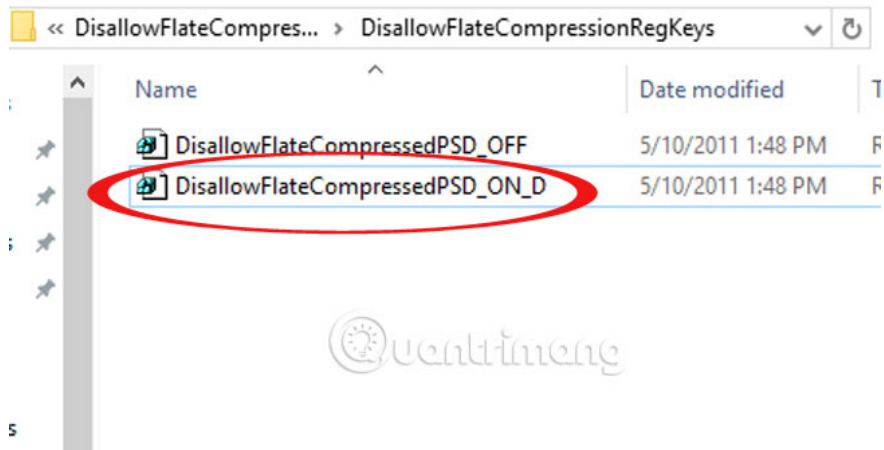 « DisallowFlateCompres... › DisallowFlateCompressionRegKeys
Name Date modified T
DisallowFlateCompressedPSD_OFF 5/10/2011 1:48 PM R
DisallowFlateCompressedPSD_ON_D 5/10/2011 1:48 PM R
s
Quantrimang
s